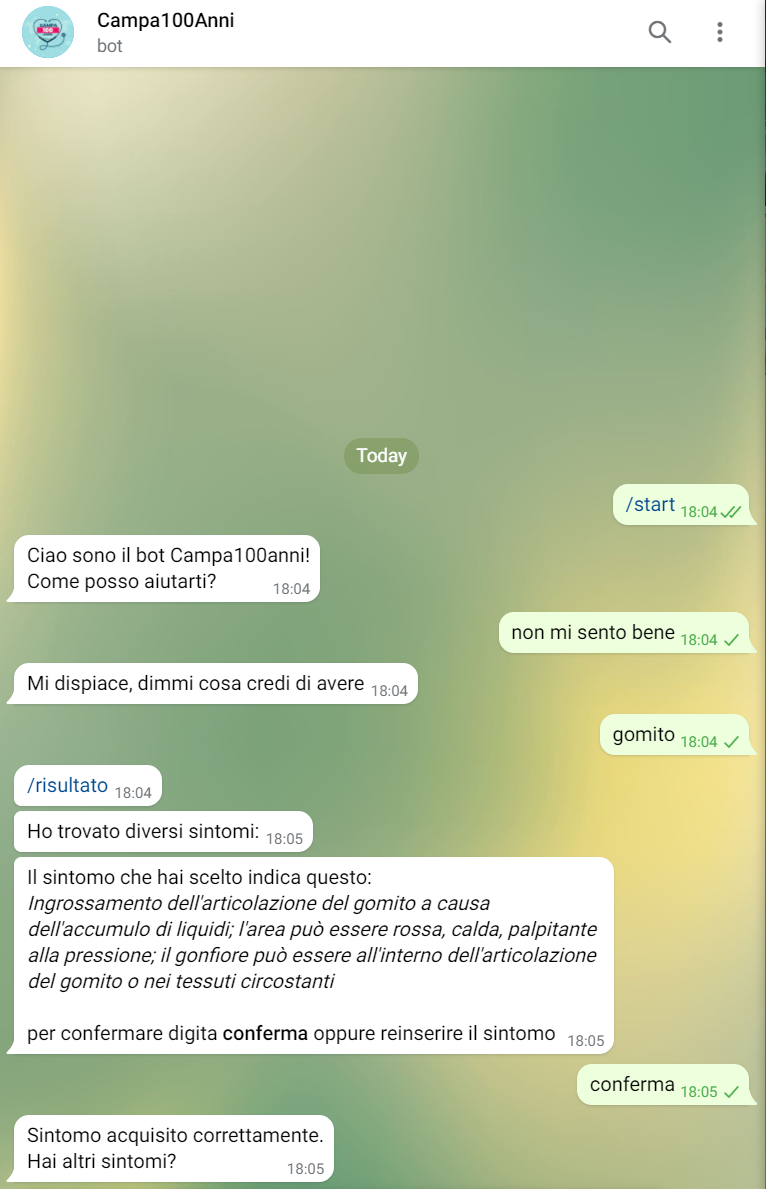 Campa100Anni
bot
Today
/start 18:04
Ciao sono il bot Campa100anni!
Come posso aiutarti? 18:04
non mi sento bene 18:04
Mi dispiace, dimmi cosa credi di avere 18:04
gomito 18:04
/risultato 18:04
Ho trovato diversi sintomi: 18:05
Il sintomo che hai scelto indica questo:
Ingrossamento dell'articolazione del gomito a causa
dell'accumulo di liquidi; l'area può essere rossa, calda, palpitante
alla pressione; il gonfiore può essere all'interno dell'articolazione
del gomito o nei tessuti circostanti
per confermare digita conferma oppure reinserire il sintomo 18:05
conferma 18:05
Sintomo acquisito correttamente.
Hai altri sintomi? 18:05